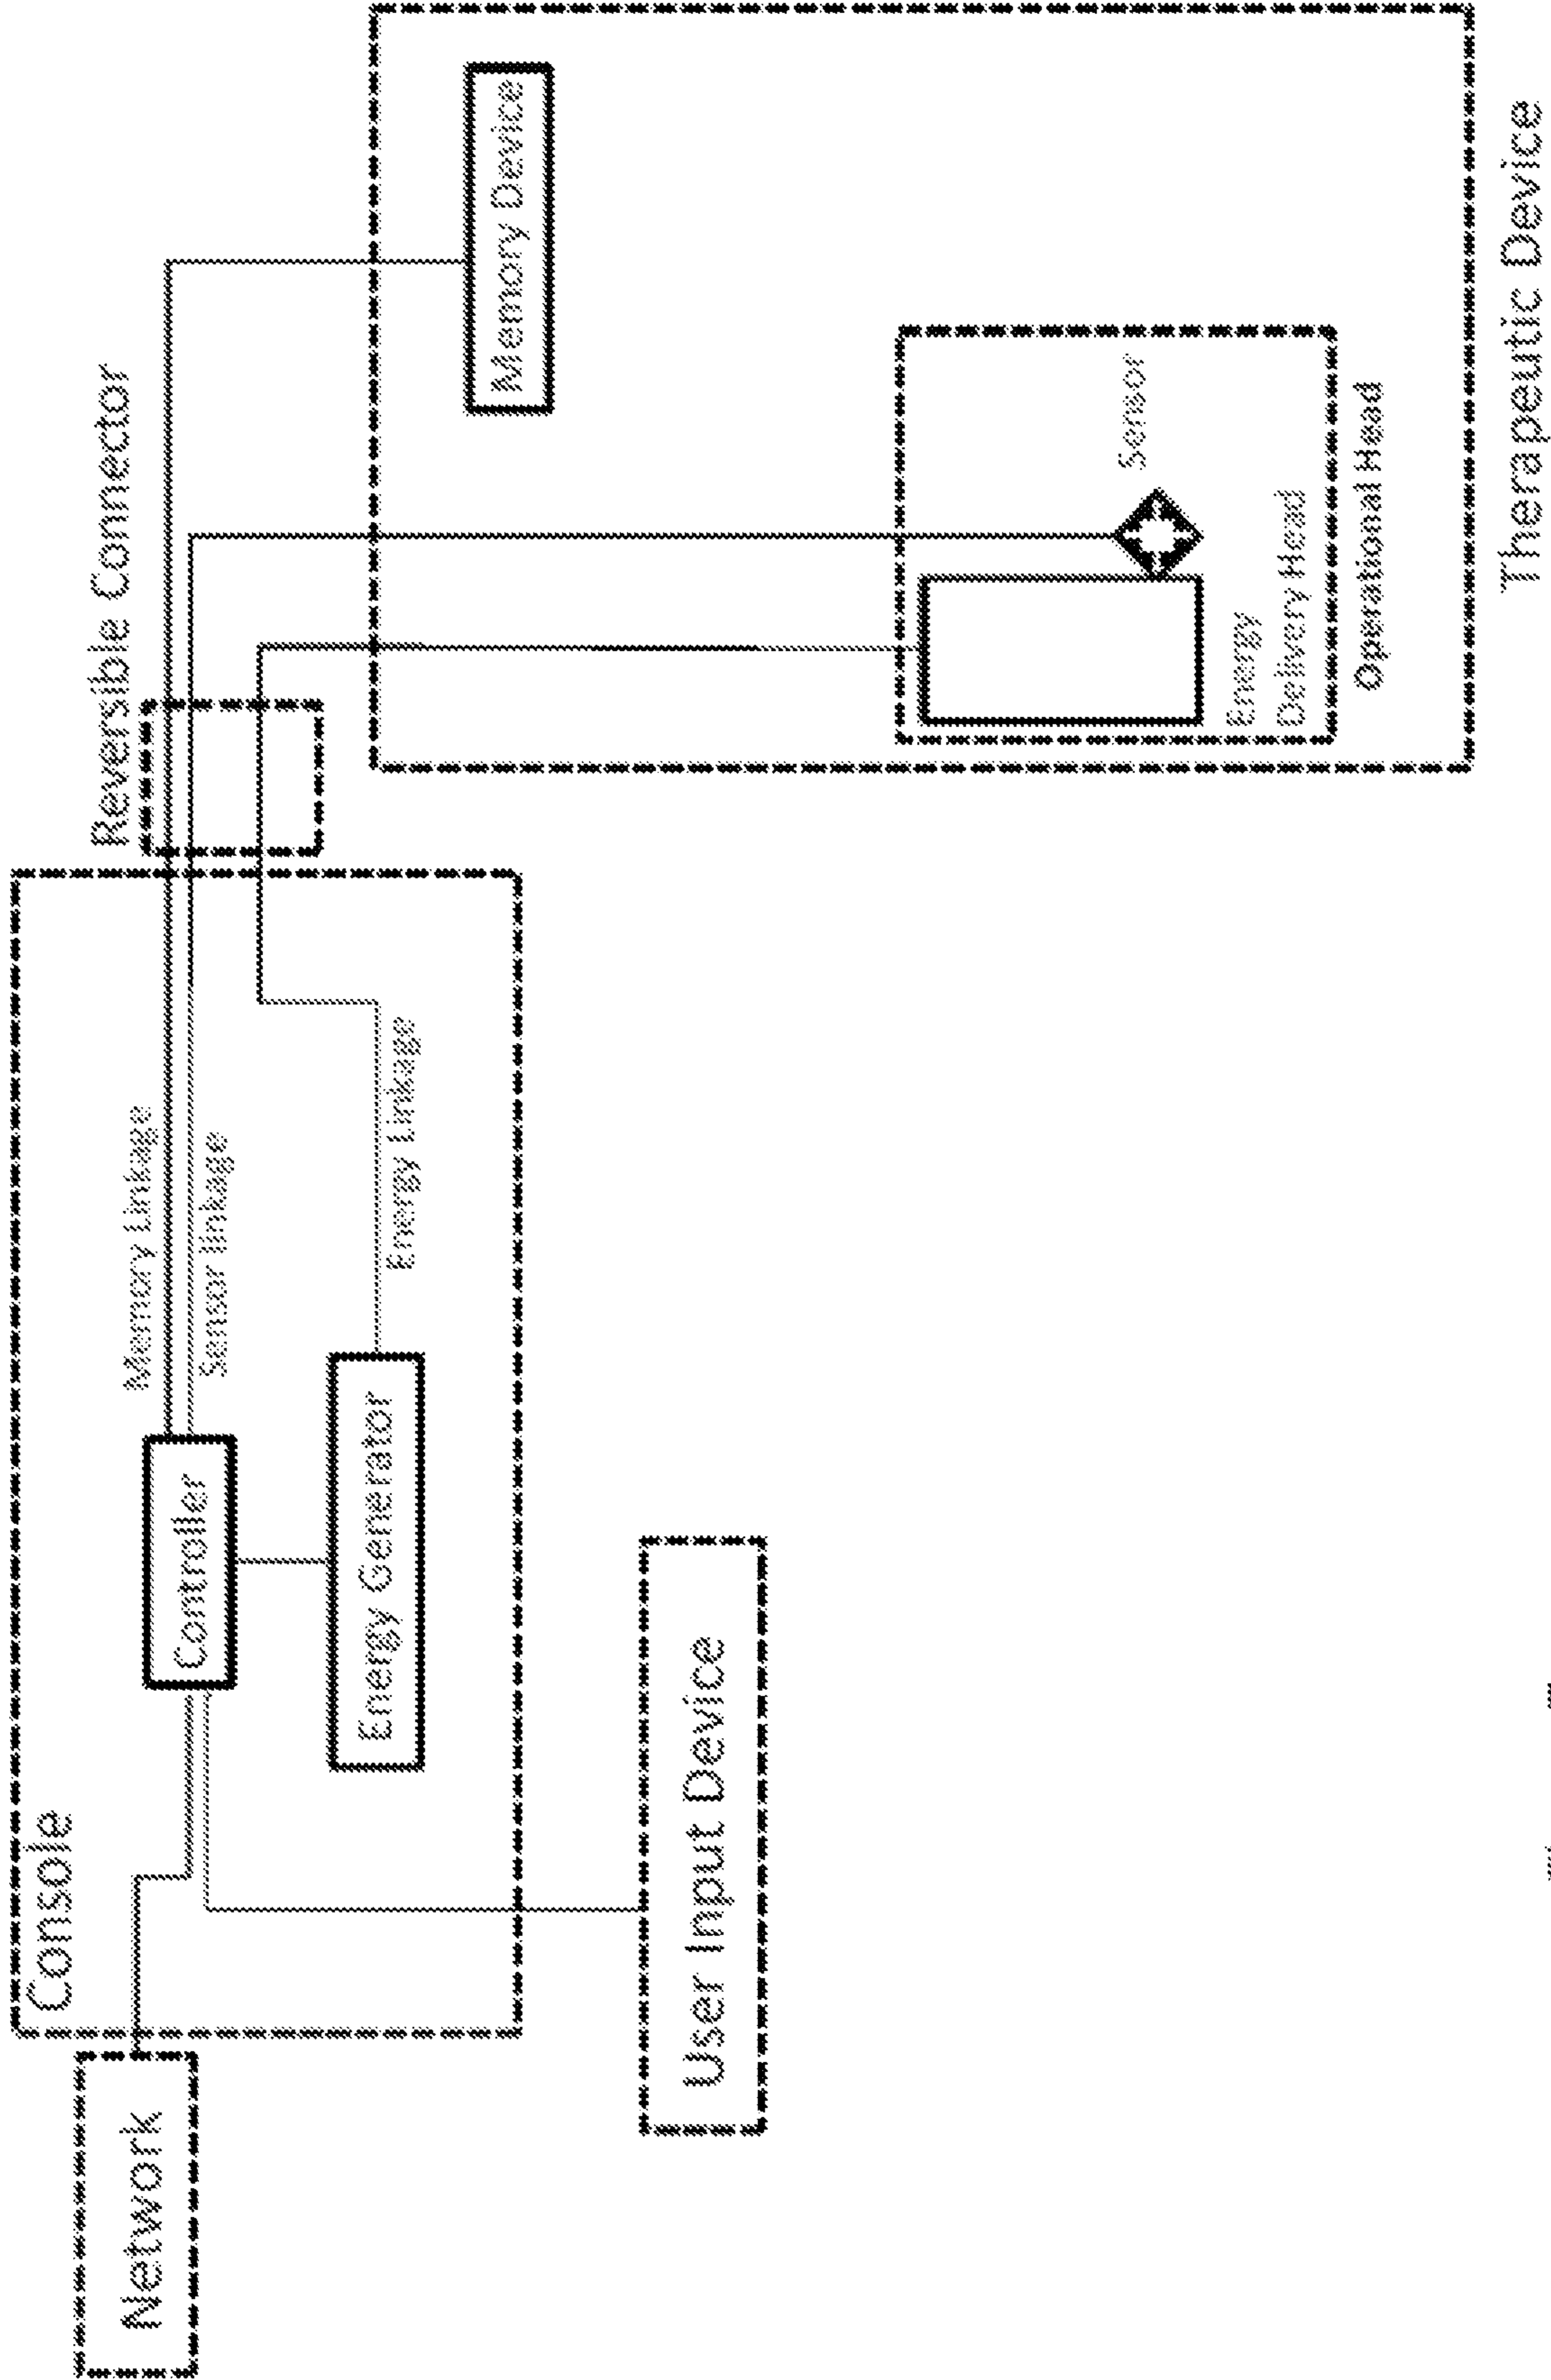 Network
Console
Controller
Energy Generator
User Input Device
Memory Linkage
Sensor linkage
Energy Linkage
Reversible Connector
Memory Device
Sensor
Energy
Delivery Head
Operational Head
Therapeutic Device